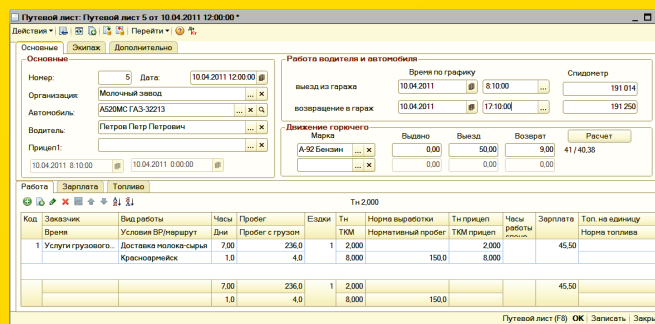 Путевой лист: Путевой лист 5 от 10.04.2011 12:00:00 *
Действия Перейти
Основные Экипаж Дополнительно
Основные
Номер: 5 Дата: 10.04.2011 12:00:00
Организация: Молочный завод ... ×
Автомобиль: А520МС ГАЗ-32213 ... ×
Водитель: Петров Петр Петрович ... ×
Прицеп1: ... ×
10.04.2011 8:10:00 10.04.2011 0:00:00
Работа водителя и автомобиля
Время по графику Спидометр
выезд из гаража 10.04.2011 8:10:00 ... 191 014
возвращение в гараж 10.04.2011 17:10:00 ... 191 250
Движение горючего
Марка Выдано Выезд Возврат Расчет
А-92 Бензин ... × 0,00 50,00 9,00 41 / 40,38
... × 0,00 0,00 0,00
Работа Зарплата Топливо
Тн 2,000
Код Заказчик Вид работы Часы Пробег Ездки Тн Норма выработки Тн прицеп Часы работы Зарплата Топ. на единицу
Время Условия ВР/маршрут Дни Пробег с грузом ТКМ Нормативный пробег ТКМ прицеп Норма топлива
1 Услуги грузового... Доставка молока-сырья 7,00 236,0 1 2,000 2,000 45,50
Красноармейск 1,0 4,0 8,000 150,0 8,000
7,00 236,0 1 2,000 45,50
1,0 4,0 8,000 150,0
Путевой лист (F8) OK Записать Закры